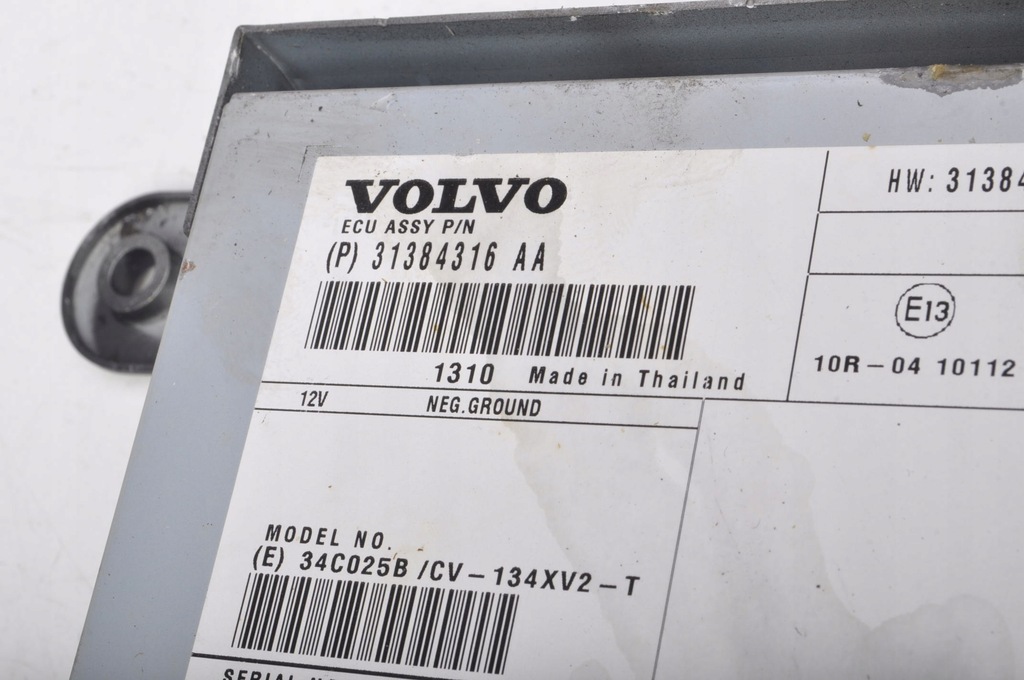 VOLVO
ECU ASSY P/N
(P) 31384316 AA
1310 Made in Thailand
12V NEG.GROUND
HW: 31384
E13
10R-04 10112
MODEL NO.
(E) 34C025B/CV-134XV2-T
SERIAL